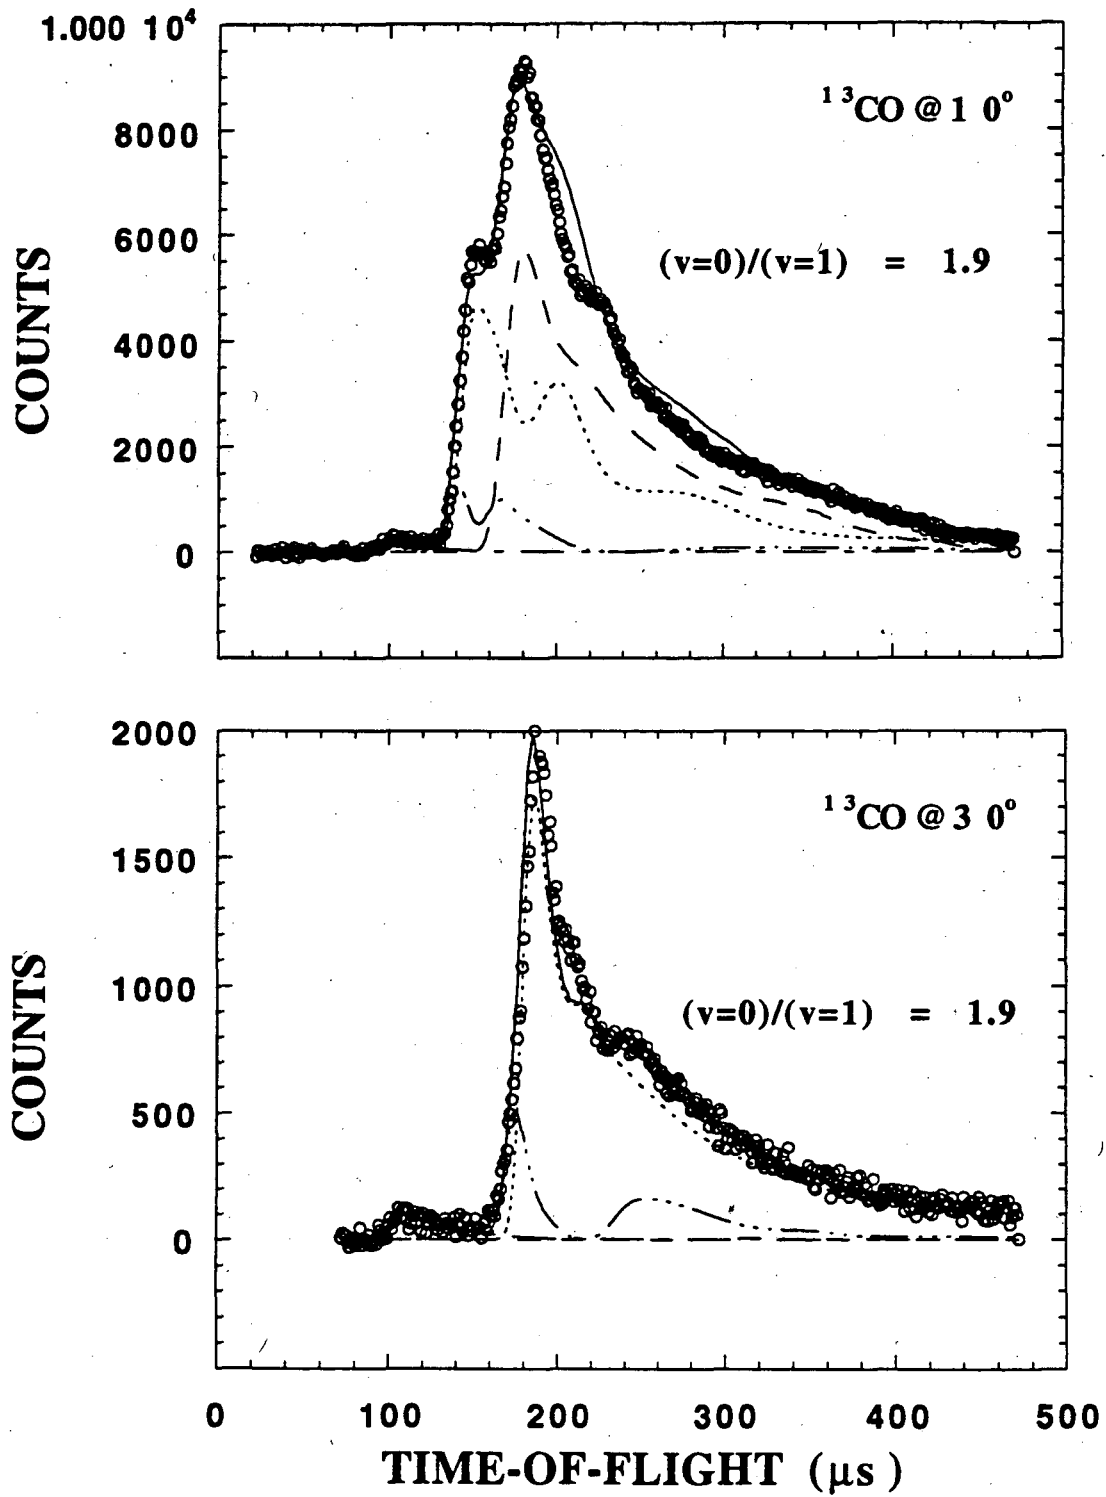 1.000 10⁴
¹³CO @ 1 0°
8000
6000
(v=0)/(v=1) = 1.9
COUNTS
4000
2000
0
2000
¹³CO @ 3 0°
1500
1000
(v=0)/(v=1) = 1.9
COUNTS
500
0
0 100 200 300 400 500
TIME-OF-FLIGHT (μs)